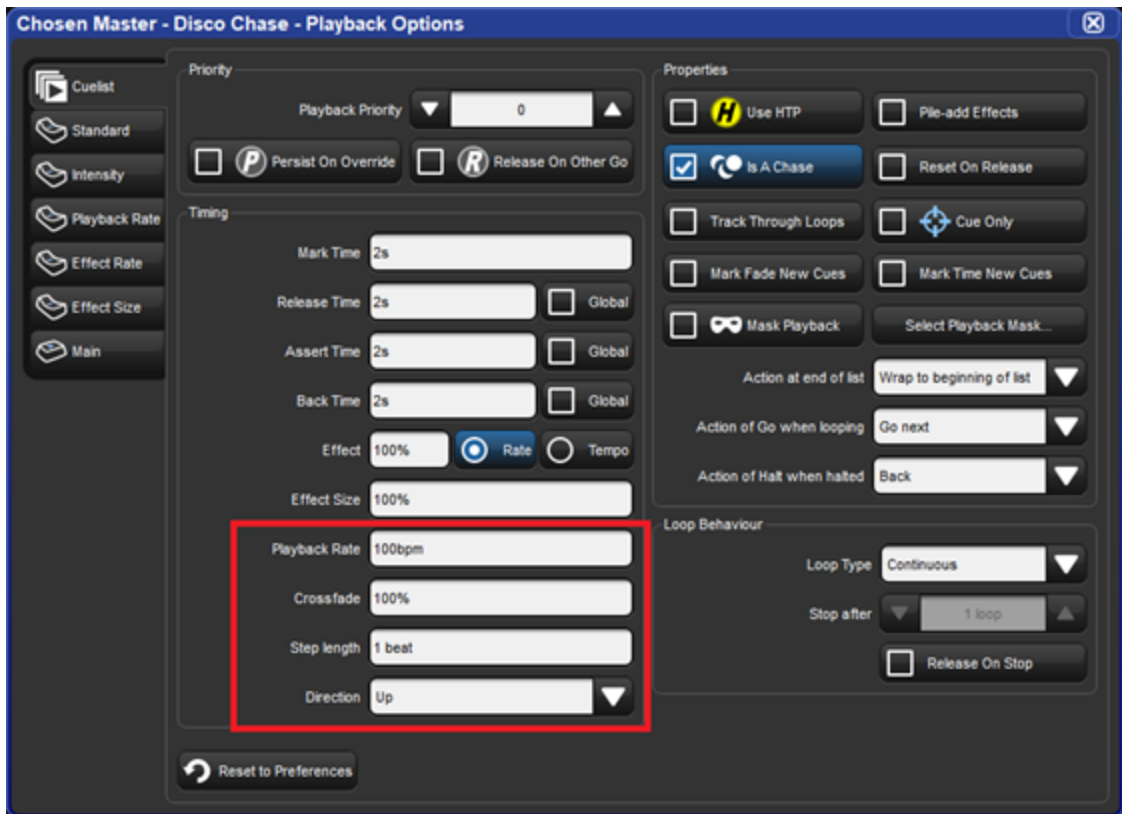 Chosen Master - Disco Chase - Playback Options
Cuelist
Standard
Intensity
Playback Rate
Effect Rate
Effect Size
Main
Priority
Playback Priority 0
P Persist On Override R Release On Other Go
Timing
Mark Time 2s
Release Time 2s Global
Assert Time 2s Global
Back Time 2s Global
Effect 100% Rate Tempo
Effect Size 100%
Playback Rate 100bpm
Crossfade 100%
Step length 1 beat
Direction Up
Reset to Preferences
Properties
H Use HTP Pile-add Effects
Is A Chase Reset On Release
Track Through Loops Cue Only
Mark Fade New Cues Mark Time New Cues
Mask Playback Select Playback Mask...
Action at end of list Wrap to beginning of list
Action of Go when looping Go next
Action of Halt when halted Back
Loop Behaviour
Loop Type Continuous
Stop after 1 loop
Release On Stop